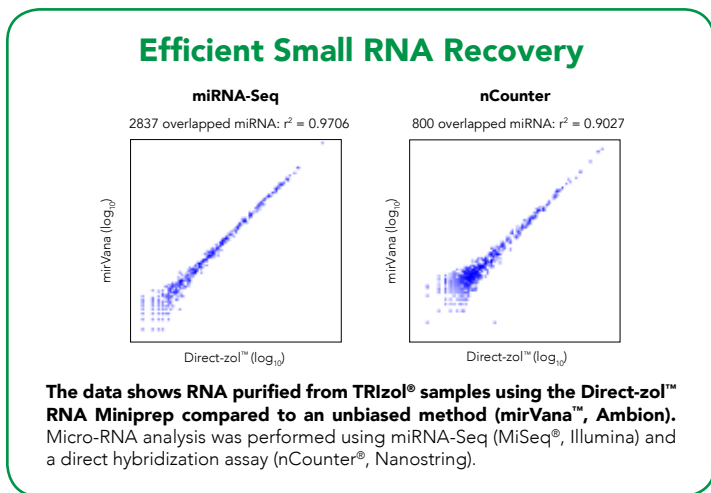 Efficient Small RNA Recovery
miRNA-Seq
2837 overlapped miRNA: r² = 0.9706
mirVana (log₁₀)
Direct-zol™ (log₁₀)
nCounter
800 overlapped miRNA: r² = 0.9027
mirVana (log₁₀)
Direct-zol™ (log₁₀)
The data shows RNA purified from TRIzol® samples using the Direct-zol™
RNA Miniprep compared to an unbiased method (mirVana™, Ambion).
Micro-RNA analysis was performed using miRNA-Seq (MiSeq®, Illumina) and
a direct hybridization assay (nCounter®, Nanostring).